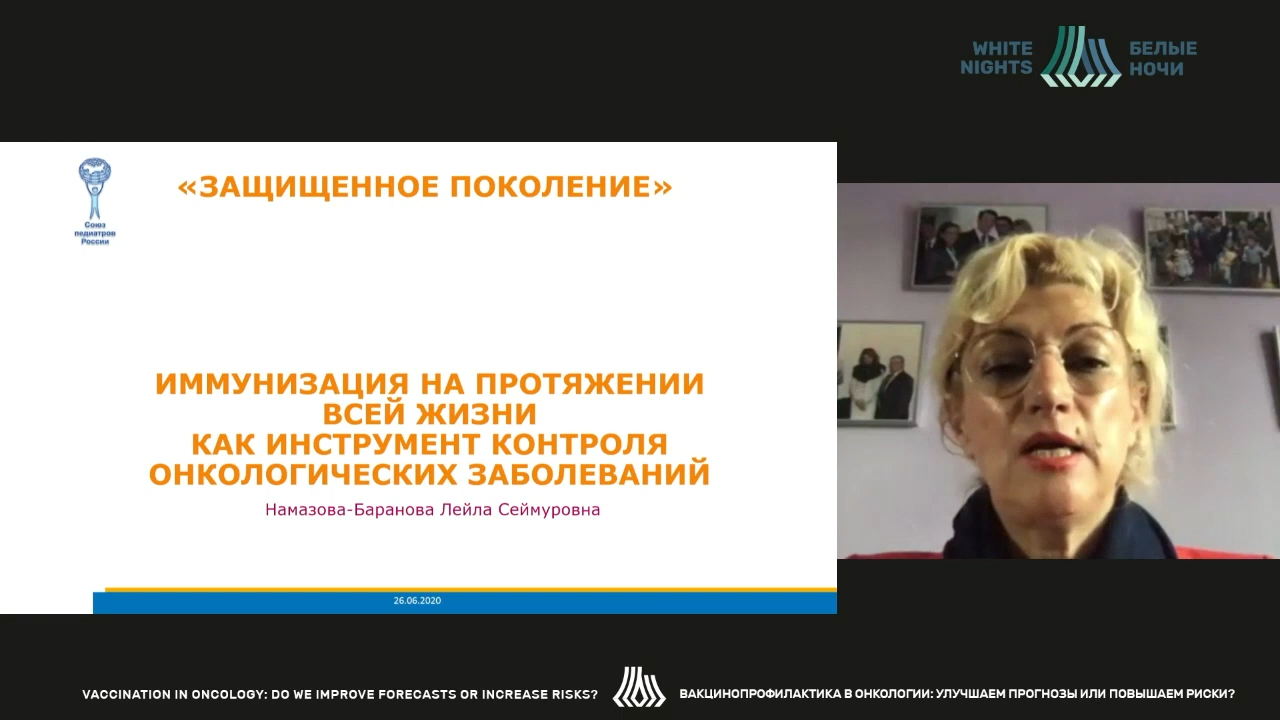 WHITE
NIGHTS
БЕЛЫЕ
НОЧИ
Союз
педиатров
России
«ЗАЩИЩЕННОЕ ПОКОЛЕНИЕ»
ИММУНИЗАЦИЯ НА ПРОТЯЖЕНИИ
ВСЕЙ ЖИЗНИ
КАК ИНСТРУМЕНТ КОНТРОЛЯ
ОНКОЛОГИЧЕСКИХ ЗАБОЛЕВАНИЙ
Намазова-Баранова Лейла Сеймуровна
26.06.2020
VACCINATION IN ONCOLOGY: DO WE IMPROVE FORECASTS OR INCREASE RISKS?
ВАКЦИНОПРОФИЛАКТИКА В ОНКОЛОГИИ: УЛУЧШАЕМ ПРОГНОЗЫ ИЛИ ПОВЫШАЕМ РИСКИ?